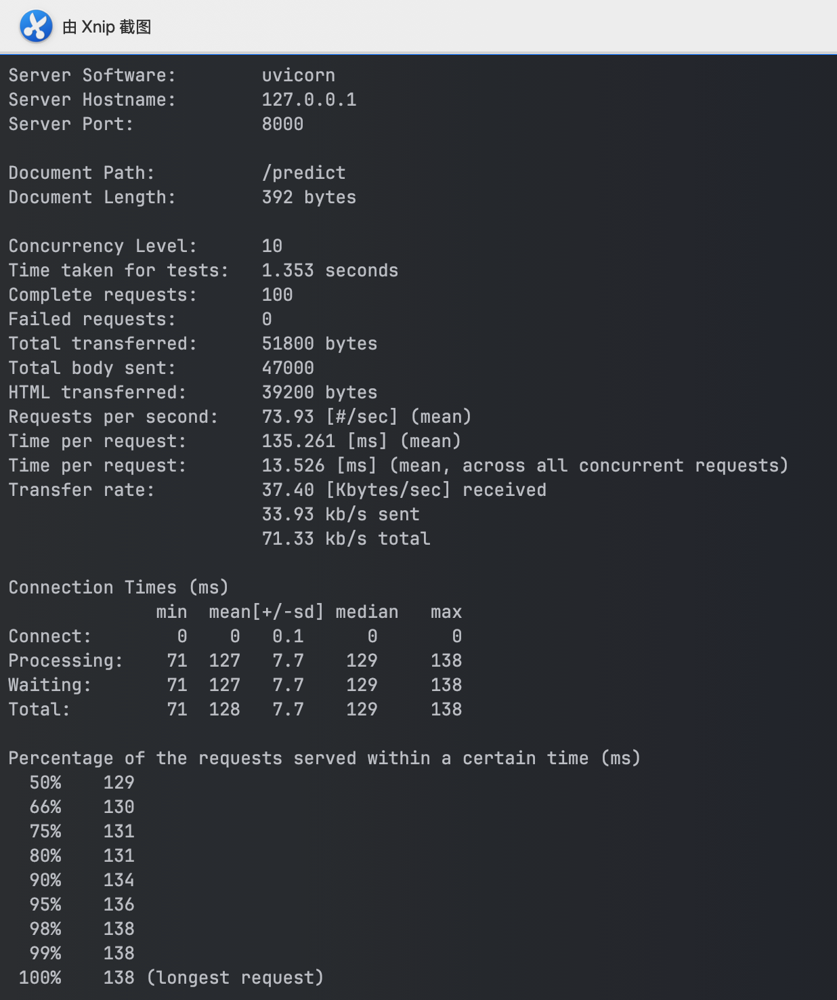 由 Xnip 截图
Server Software:        uvicorn
Server Hostname:        127.0.0.1
Server Port:            8000

Document Path:          /predict
Document Length:        392 bytes

Concurrency Level:      10
Time taken for tests:   1.353 seconds
Complete requests:      100
Failed requests:        0
Total transferred:      51800 bytes
Total body sent:        47000
HTML transferred:       39200 bytes
Requests per second:    73.93 [#/sec] (mean)
Time per request:       135.261 [ms] (mean)
Time per request:       13.526 [ms] (mean, across all concurrent requests)
Transfer rate:          37.40 [Kbytes/sec] received
                        33.93 kb/s sent
                        71.33 kb/s total

Connection Times (ms)
              min  mean[+/-sd] median   max
Connect:        0    0   0.1      0       0
Processing:    71  127   7.7    129     138
Waiting:       71  127   7.7    129     138
Total:         71  128   7.7    129     138

Percentage of the requests served within a certain time (ms)
  50%    129
  66%    130
  75%    131
  80%    131
  90%    134
  95%    136
  98%    138
  99%    138
 100%    138 (longest request)